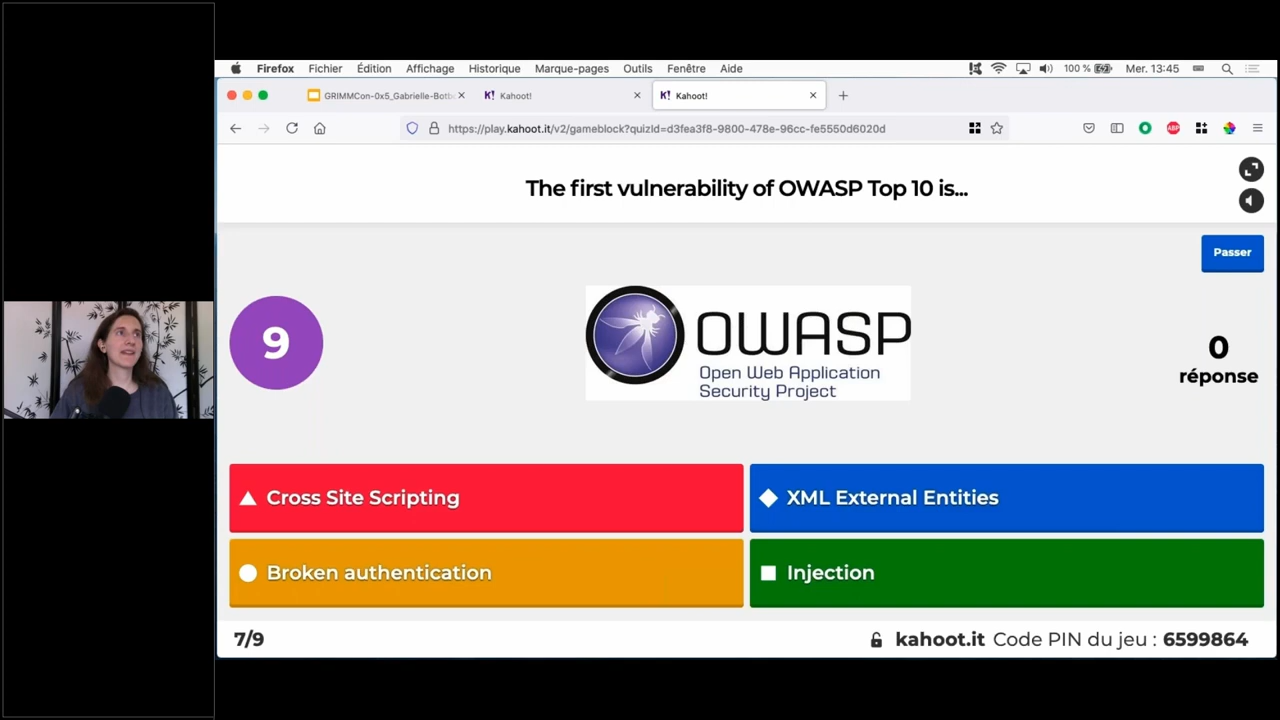 Firefox Fichier Édition Affichage Historique Marque-pages Outils Fenêtre Aide 100 % Mer. 13:45
GRIMMCon-0x5_Gabrielle-Botb
Kahoot!
Kahoot!
https://play.kahoot.it/v2/gameblock?quizId=d3fea3f8-9800-478e-96cc-fe5550d6020d
ABP
The first vulnerability of OWASP Top 10 is...
Passer
9
OWASP
Open Web Application
Security Project
0
réponse
Cross Site Scripting
XML External Entities
Broken authentication
Injection
7/9
kahoot.it Code PIN du jeu : 6599864